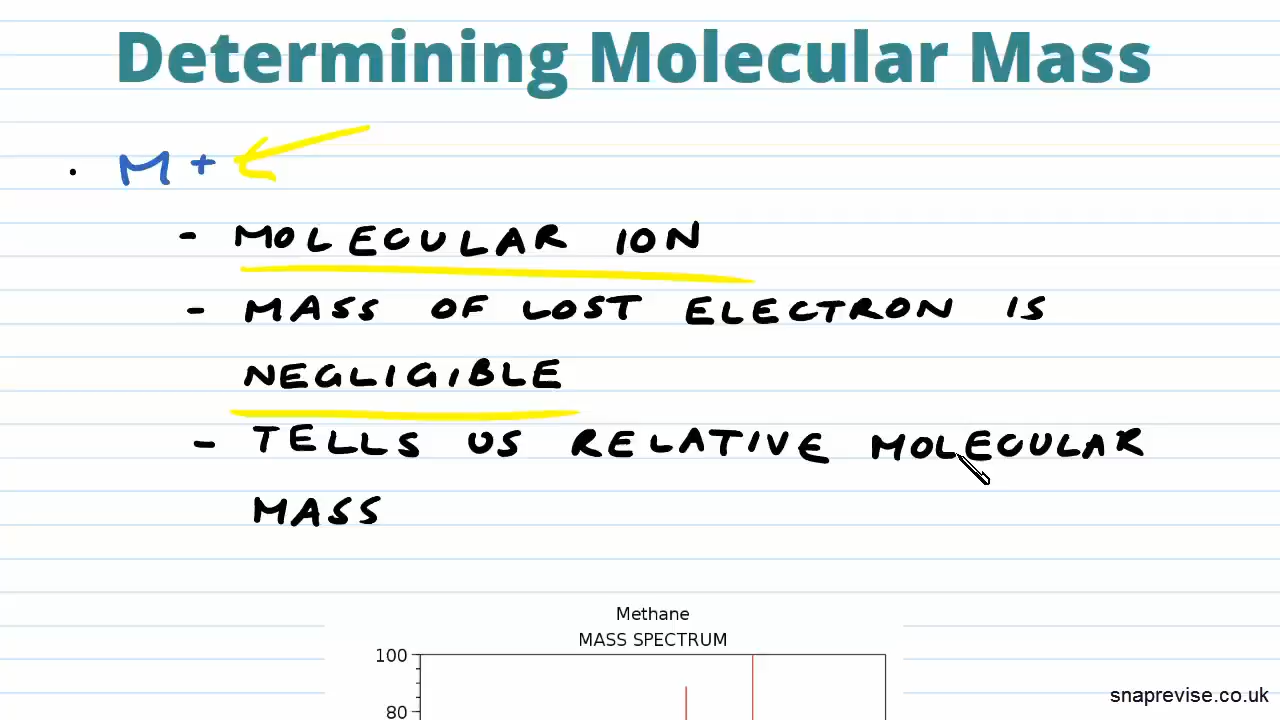 Determining Molecular Mass
· M +
- MOLECULAR ION
- MASS OF LOST ELECTRON IS
NEGLIGIBLE
- TELLS US RELATIVE MOLECULAR
MASS
Methane
MASS SPECTRUM
100
80
snaprevise.co.uk